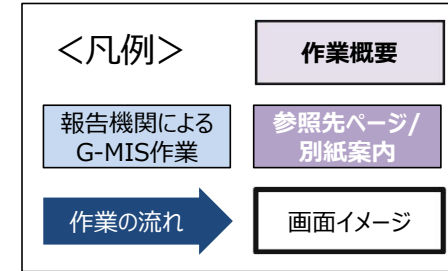 ＜凡例＞
作業概要
報告機関による
G-MIS作業
参照先ページ/
別紙案内
作業の流れ
画面イメージ